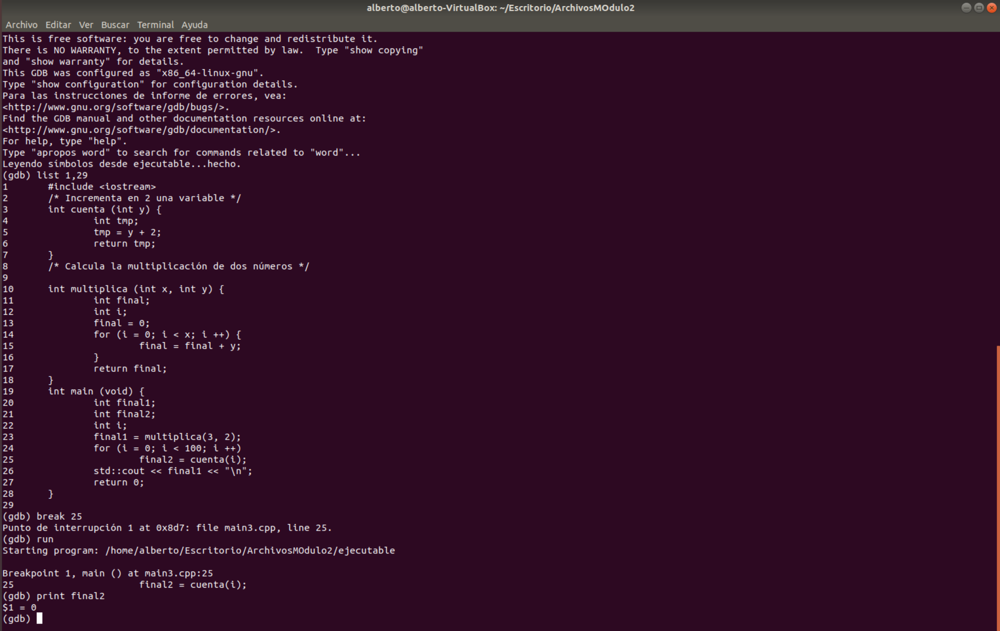 alberto@alberto-VirtualBox: ~/Escritorio/ArchivosMOdulo2
Archivo Editar Ver Buscar Terminal Ayuda
This is free software: you are free to change and redistribute it.
There is NO WARRANTY, to the extent permitted by law.  Type "show copying"
and "show warranty" for details.
This GDB was configured as "x86_64-linux-gnu".
Type "show configuration" for configuration details.
Para las instrucciones de informe de errores, vea:
<http://www.gnu.org/software/gdb/bugs/>.
Find the GDB manual and other documentation resources online at:
<http://www.gnu.org/software/gdb/documentation/>.
For help, type "help".
Type "apropos word" to search for commands related to "word"...
Leyendo símbolos desde ejecutable...hecho.
(gdb) list 1,29
1       #include <iostream>
2       /* Incrementa en 2 una variable */
3       int cuenta (int y) {
4               int tmp;
5               tmp = y + 2;
6               return tmp;
7       }
8       /* Calcula la multiplicación de dos números */
9
10      int multiplica (int x, int y) {
11              int final;
12              int i;
13              final = 0;
14              for (i = 0; i < x; i ++) {
15                      final = final + y;
16              }
17              return final;
18      }
19      int main (void) {
20              int final1;
21              int final2;
22              int i;
23              final1 = multiplica(3, 2);
24              for (i = 0; i < 100; i ++)
25                      final2 = cuenta(i);
26              std::cout << final1 << "\n";
27              return 0;
28      }
29
(gdb) break 25
Punto de interrupción 1 at 0x8d7: file main3.cpp, line 25.
(gdb) run
Starting program: /home/alberto/Escritorio/ArchivosMOdulo2/ejecutable
Breakpoint 1, main () at main3.cpp:25
25                      final2 = cuenta(i);
(gdb) print final2
$1 = 0
(gdb)